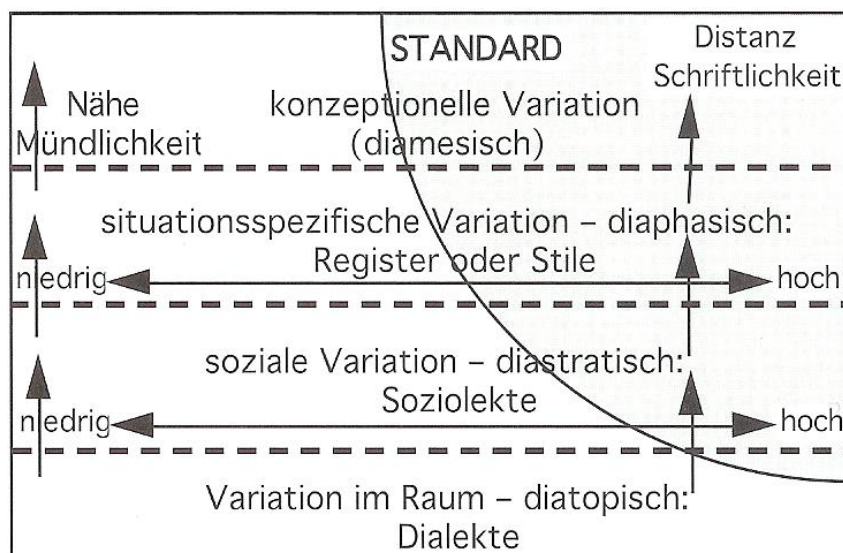 STANDARD
Distanz
Schriftlichkeit
Nähe
Mündlichkeit
konzeptionelle Variation
(diamesisch)
situationsspezifische Variation – diaphasisch:
Register oder Stile
niedrig
hoch
soziale Variation – diastratisch:
Soziolekte
niedrig
hoch
Variation im Raum – diatopisch:
Dialekte